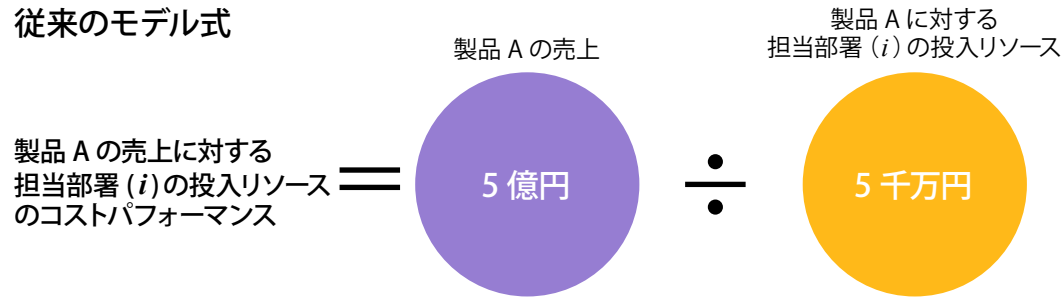 従来のモデル式
製品 A の売上に対する
担当部署 (i) の投入リソース
のコストパフォーマンス
=
製品 A の売上
5 億円
÷
製品 A に対する
担当部署（i）の投入リソース
5 千万円